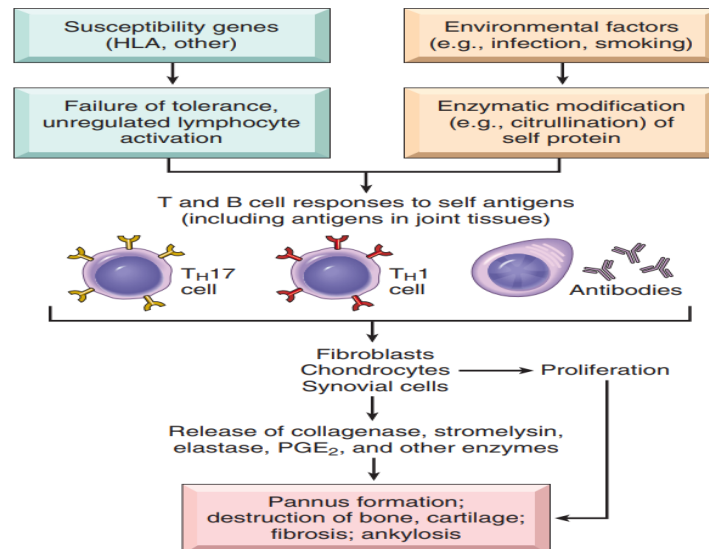 Susceptibility genes
(HLA, other)
Environmental factors
(e.g., infection, smoking)
Failure of tolerance,
unregulated lymphocyte
activation
Enzymatic modification
(e.g., citrullination) of
self protein
T and B cell responses to self antigens
(including antigens in joint tissues)
TH17
cell
TH1
cell
Antibodies
Fibroblasts
Chondrocytes
Synovial cells
Proliferation
Release of collagenase, stromelysin,
elastase, PGE2, and other enzymes
Pannus formation;
destruction of bone, cartilage;
fibrosis; ankylosis